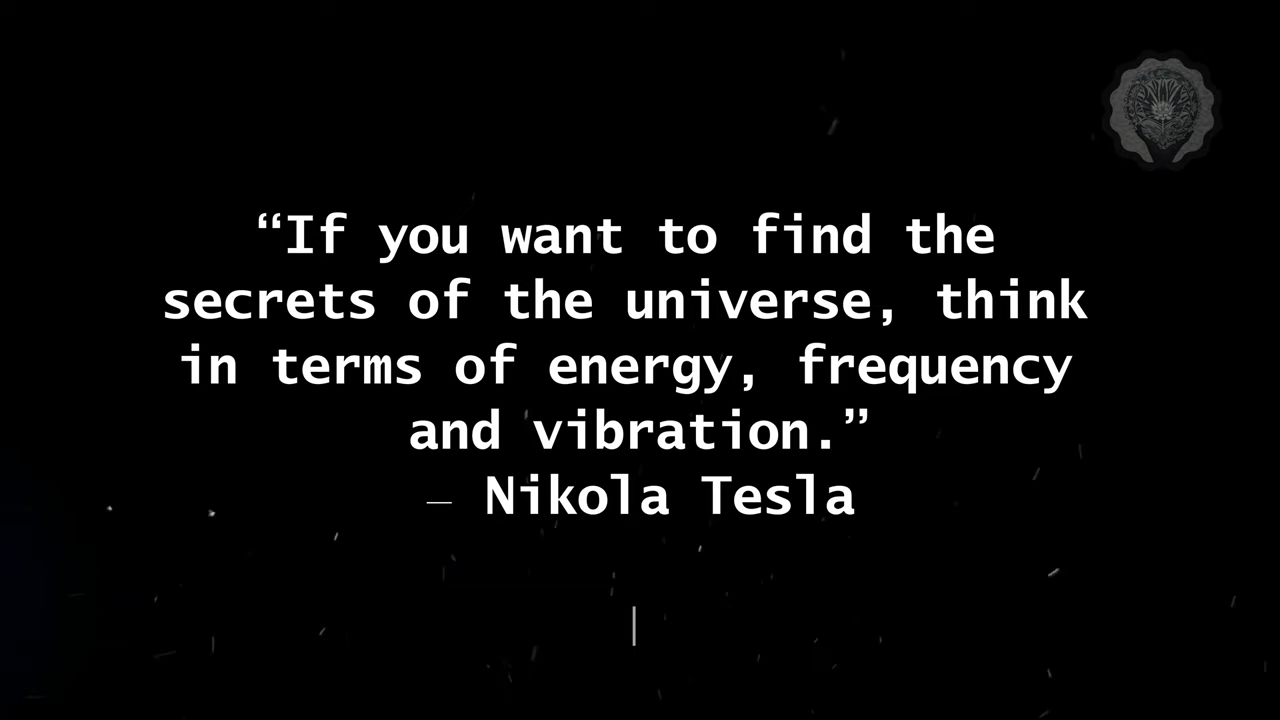 “If you want to find the
secrets of the universe, think
in terms of energy, frequency
and vibration.”
— Nikola Tesla